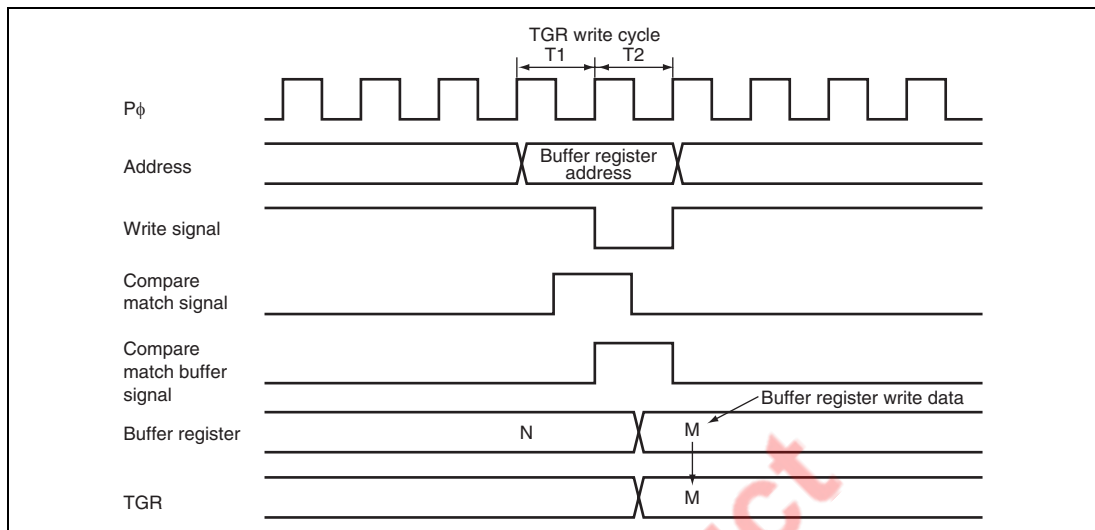 TGR write cycle
T1 T2
Pϕ
Address
Buffer register
address
Write signal
Compare
match signal
Compare
match buffer
signal
Buffer register write data
Buffer register
N
M
TGR
M